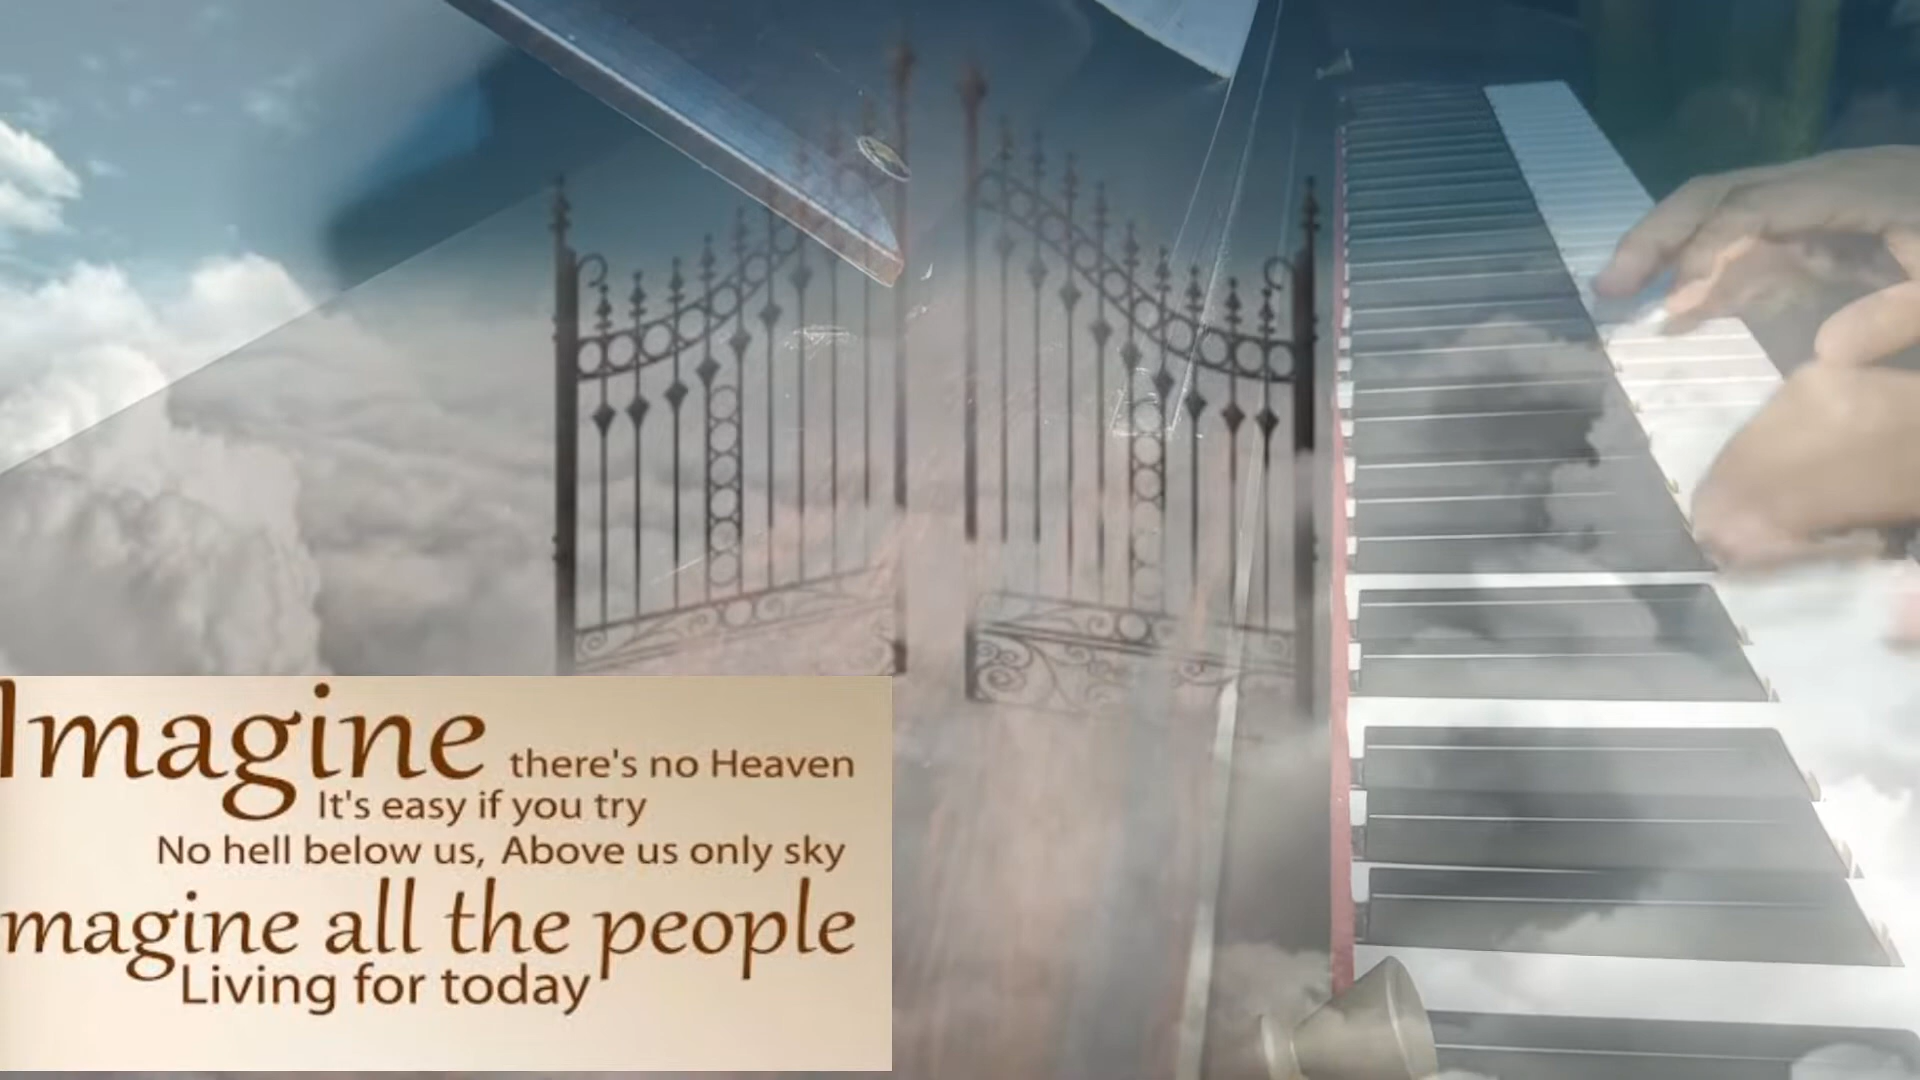 Imagine there's no Heaven
It's easy if you try
No hell below us, Above us only sky
magine all the people
Living for today